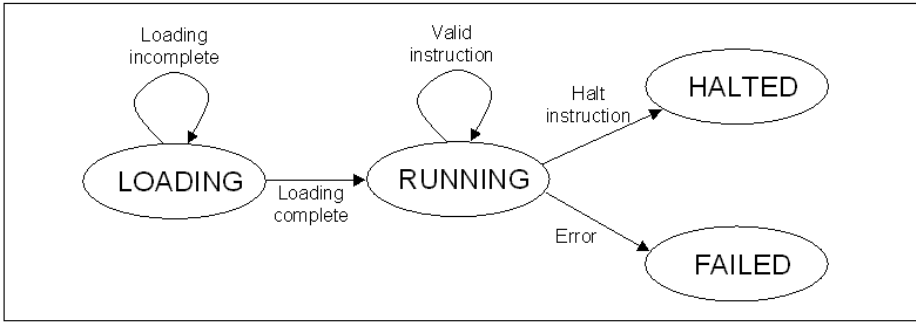 Loading
incomplete
Valid
instruction
HALTED
Halt
instruction
LOADING
RUNNING
Loading
complete
Error
FAILED